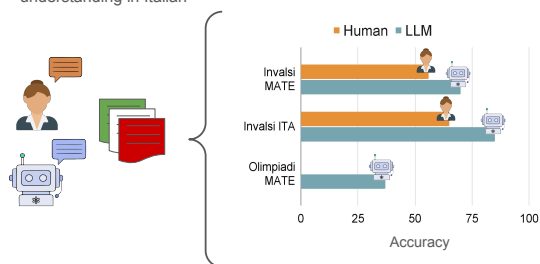 understanding in Italian
Human LLM
Invalsi
MATE
Invalsi ITA
Olimpiadi
MATE
0 25 50 75 100
Accuracy